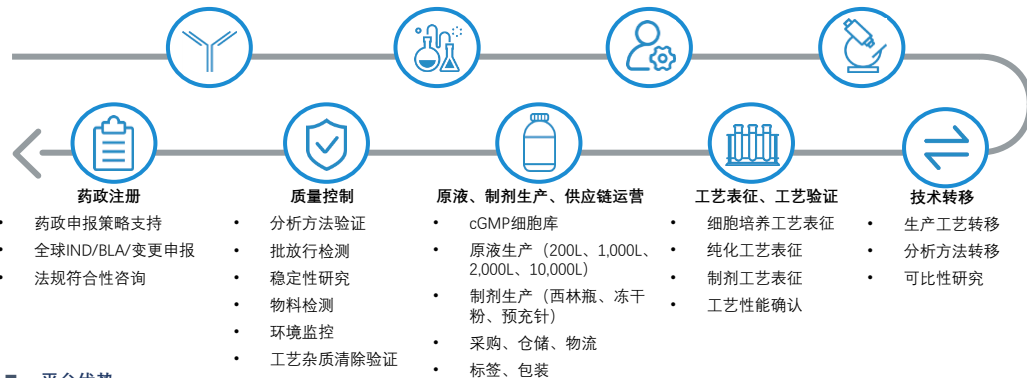 药政注册
• 药政申报策略支持
• 全球IND/BLA/变更申报
• 法规符合性咨询
质量控制
• 分析方法验证
• 批放行检测
• 稳定性研究
• 物料检测
• 环境监控
• 工艺杂质清除验证
原液、制剂生产、供应链运营
• cGMP细胞库
• 原液生产（200L、1,000L、
2,000L、10,000L）
• 制剂生产（西林瓶、冻干
粉、预充针）
• 采购、仓储、物流
• 标签、包装
工艺表征、工艺验证
• 细胞培养工艺表征
• 纯化工艺表征
• 制剂工艺表征
• 工艺性能确认
技术转移
• 生产工艺转移
• 分析方法转移
• 可比性研究